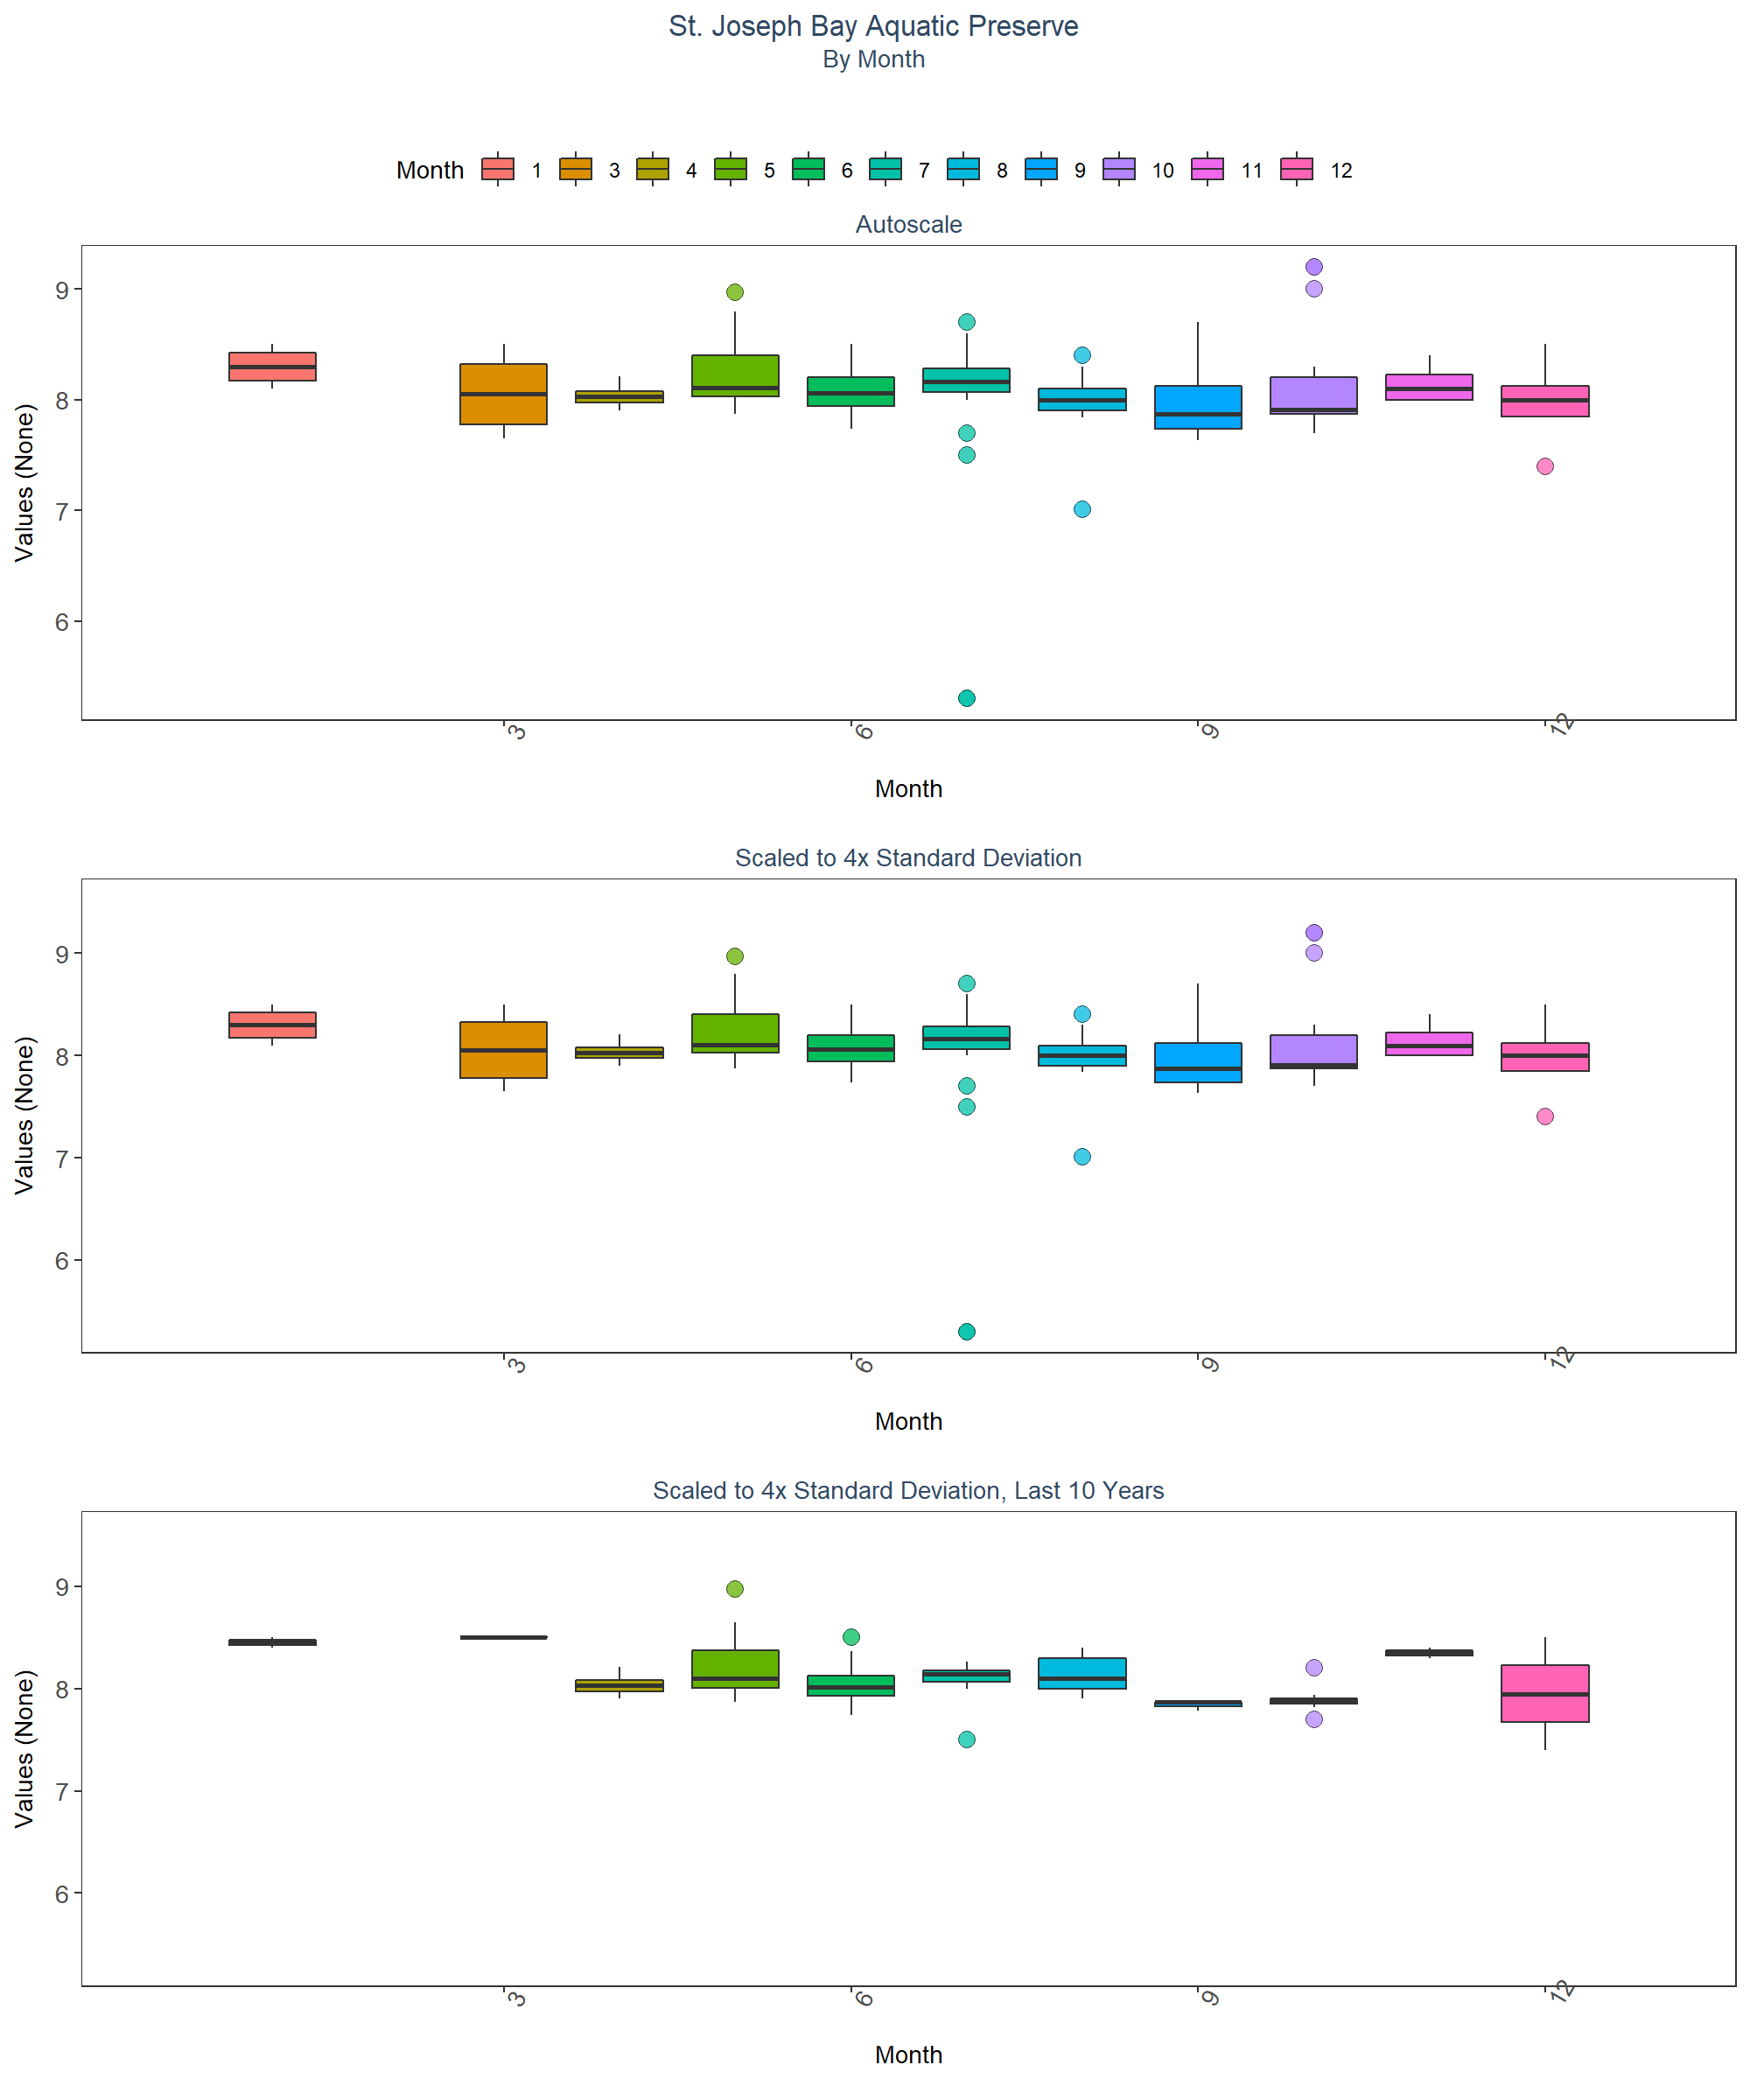 St. Joseph Bay Aquatic Preserve
By Month
Month 1 3 4 5 6 7 8 9 10 11 12
Autoscale
Values (None)
9
8
7
6
3 6 9 12
Month
Scaled to 4x Standard Deviation
Values (None)
9
8
7
6
3 6 9 12
Month
Scaled to 4x Standard Deviation, Last 10 Years
Values (None)
9
8
7
6
3 6 9 12
Month